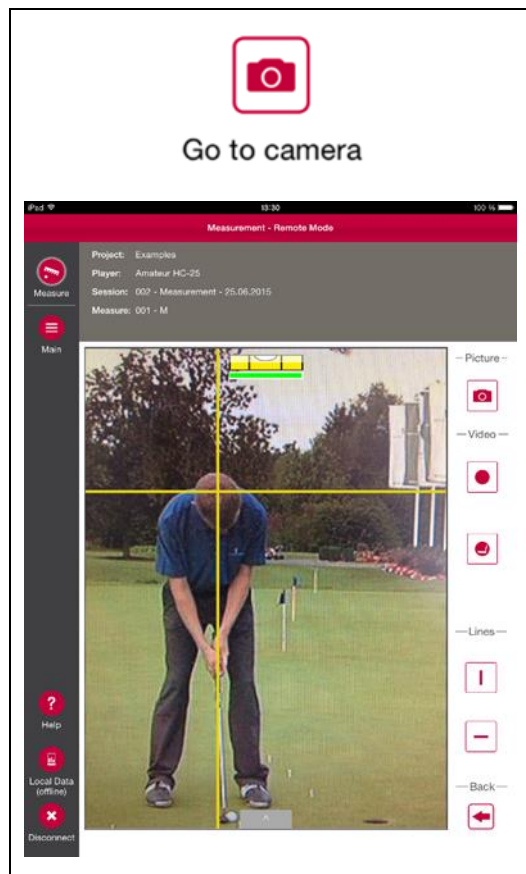 Go to camera
iPad
13:30
100 %
Measurement - Remote Mode
Project: Examples
Player: Amateur HC-25
Session: 002 - Measurement - 25.06.2015
Measure: 001 - M
Measure
Main
Picture
Video
Lines
Help
Local Data
(offline)
Back
Disconnect